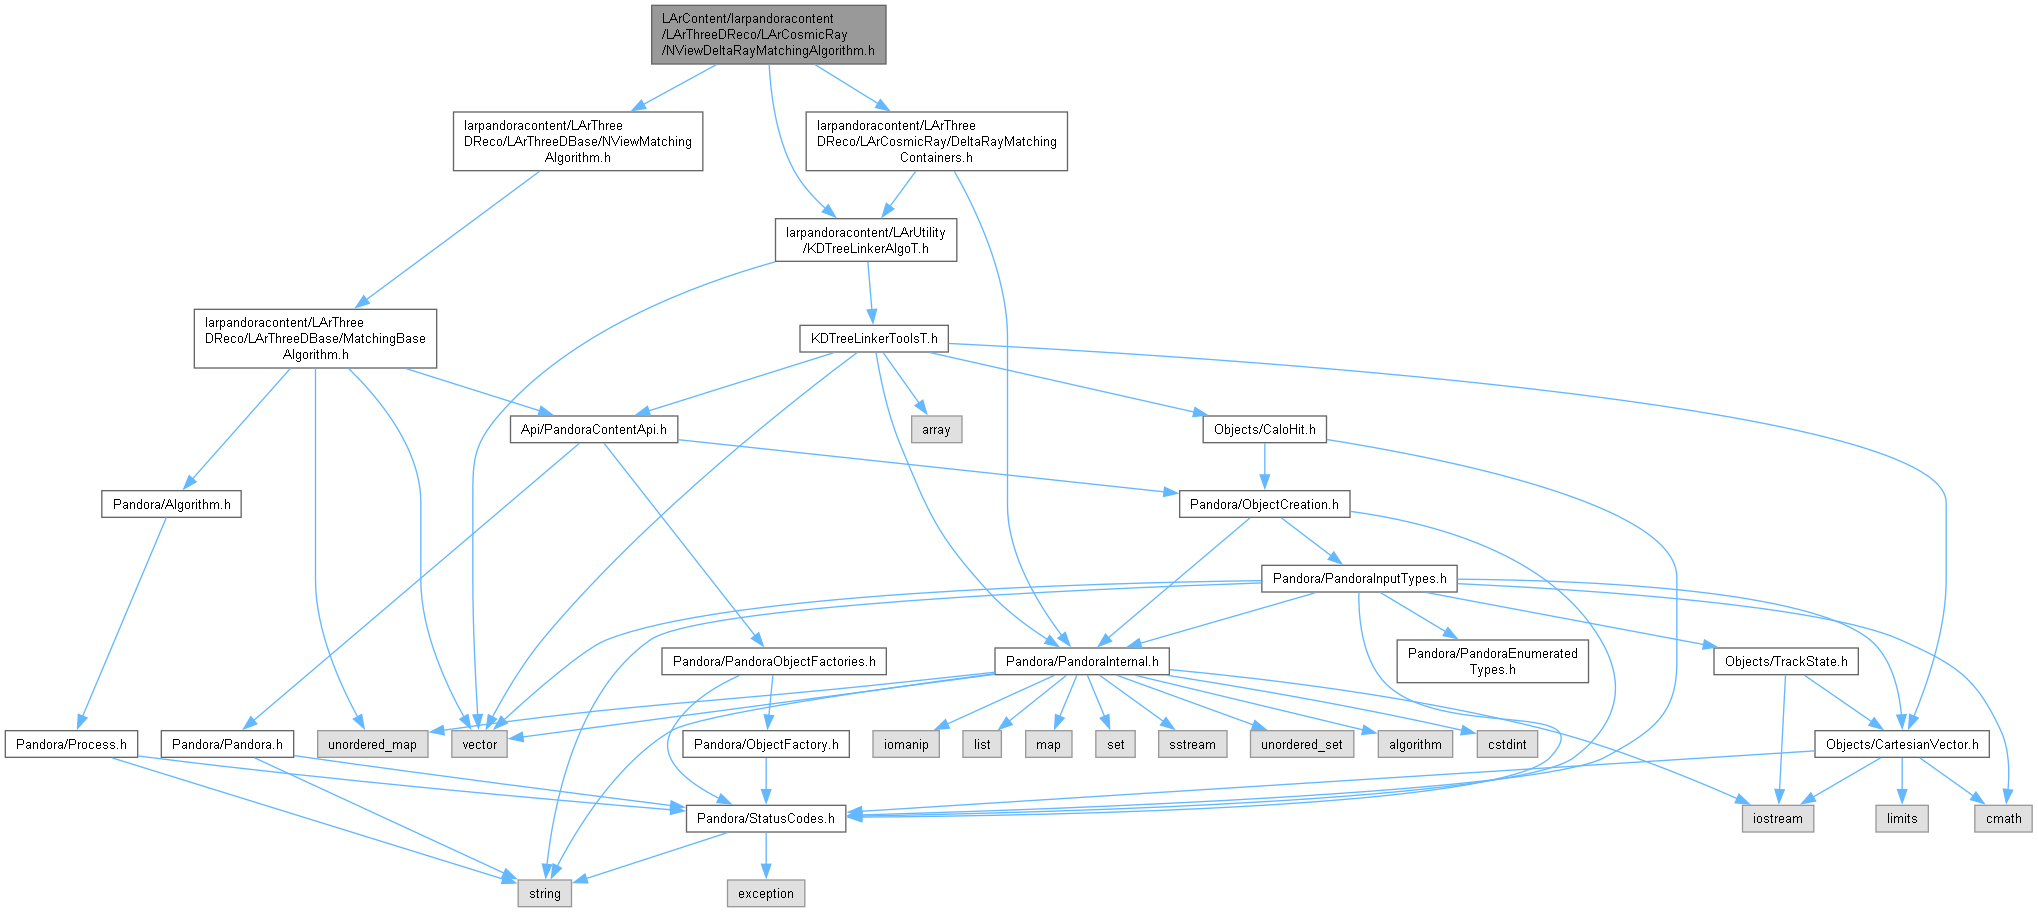 LArContent/larpandoracontent
/LArThreeDReco/LArCosmicRay
/NViewDeltaRayMatchingAlgorithm.h
larpandoracontent/LArThree
DReco/LArThreeDBase/NViewMatching
Algorithm.h
larpandoracontent/LArThree
DReco/LArCosmicRay/DeltaRayMatching
Containers.h
larpandoracontent/LArUtility
/KDTreeLinkerAlgoT.h
larpandoracontent/LArThree
DReco/LArThreeDBase/MatchingBase
Algorithm.h
KDTreeLinkerToolsT.h
Api/PandoraContentApi.h
array
Objects/CaloHit.h
Pandora/Algorithm.h
Pandora/ObjectCreation.h
Pandora/PandoraInputTypes.h
Pandora/PandoraObjectFactories.h
Pandora/PandoraInternal.h
Pandora/PandoraEnumerated
Types.h
Objects/TrackState.h
Pandora/Process.h
Pandora/Pandora.h
unordered_map
vector
Pandora/ObjectFactory.h
iomanip
list
map
set
sstream
unordered_set
algorithm
cstdint
Objects/CartesianVector.h
Pandora/StatusCodes.h
iostream
limits
cmath
string
exception